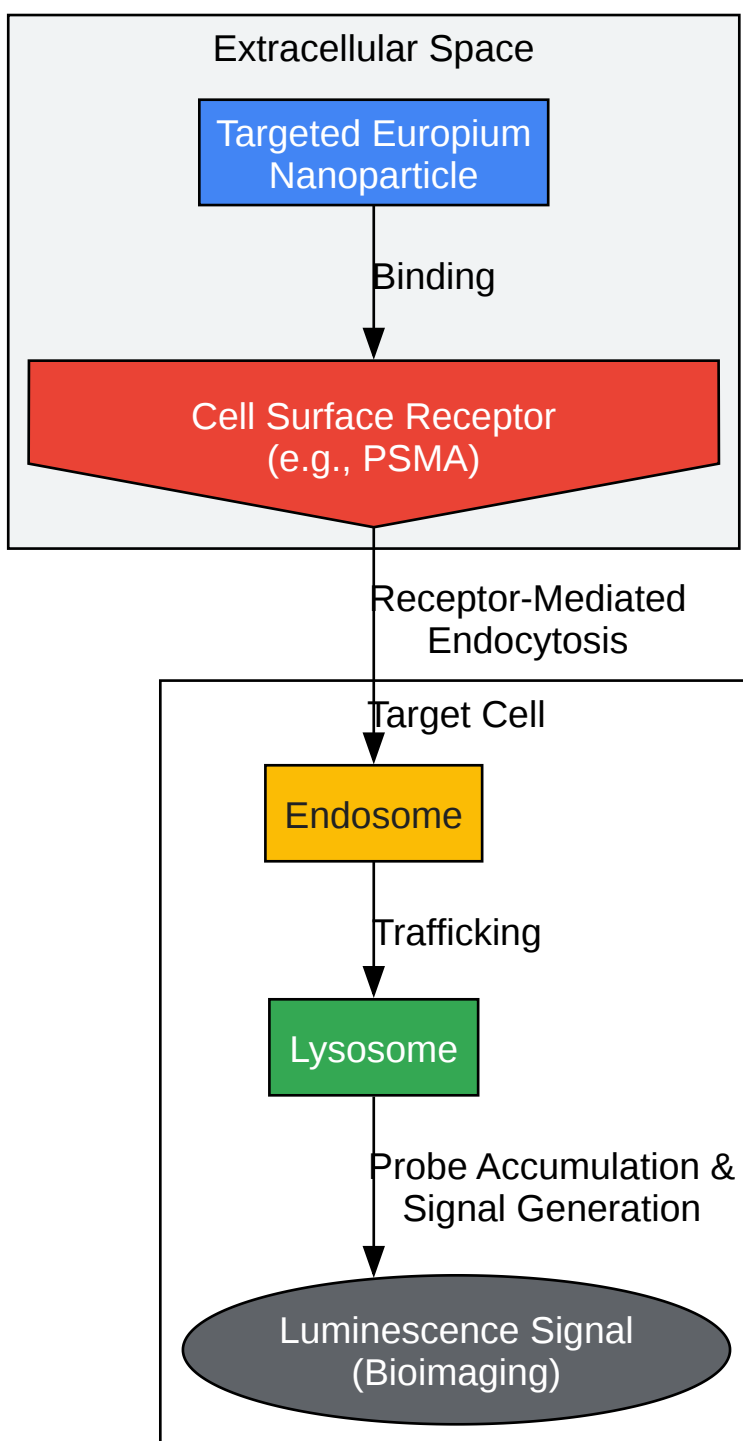 Extracellular Space
Targeted Europium
Nanoparticle
Binding
Cell Surface Receptor
(e.g., PSMA)
Receptor-Mediated
Endocytosis
Target Cell
Endosome
Trafficking
Lysosome
Probe Accumulation &
Signal Generation
Luminescence Signal
(Bioimaging)